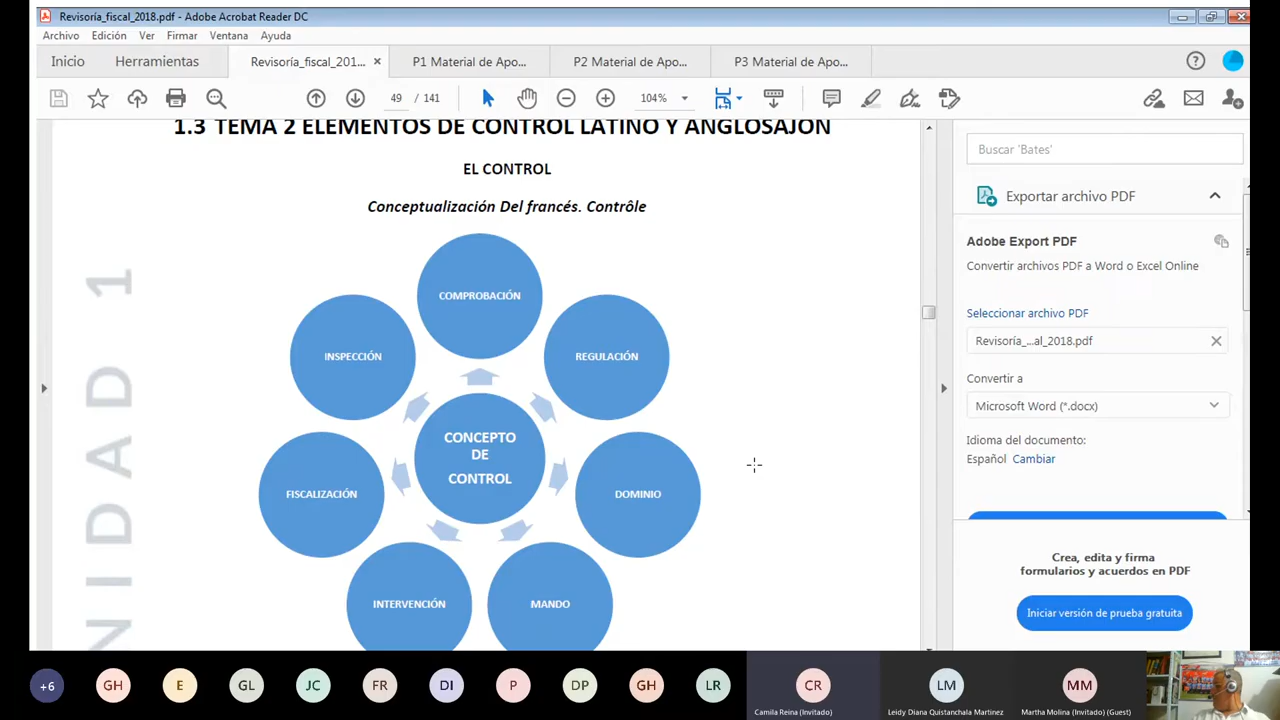 Revisoría_fiscal_2018.pdf - Adobe Acrobat Reader DC
Archivo Edición Ver Firmar Ventana Ayuda
Inicio Herramientas Revisoría_fiscal_201... × P1 Material de Apo... P2 Material de Apo... P3 Material de Apo...
49 / 141 104%
1.3 TEMA 2 ELEMENTOS DE CONTROL LATINO Y ANGLOSAJON
EL CONTROL
Conceptualización Del francés. Contrôle
COMPROBACIÓN
INSPECCIÓN
REGULACIÓN
CONCEPTO
DE
CONTROL
FISCALIZACIÓN
DOMINIO
INTERVENCIÓN
MANDO
NIDAD 1
Buscar 'Bates'
Exportar archivo PDF
Adobe Export PDF
Convertir archivos PDF a Word o Excel Online
Seleccionar archivo PDF
Revisoría_...al_2018.pdf
Convertir a
Microsoft Word (*.docx)
Idioma del documento:
Español Cambiar
Crea, edita y firma
formularios y acuerdos en PDF
Iniciar versión de prueba gratuita
+6 GH E GL JC FR DI P DP GH LR CR LM MM
Camila Reina (Invitado) Leidy Diana Quistanchala Martinez Martha Molina (Invitado) (Guest)